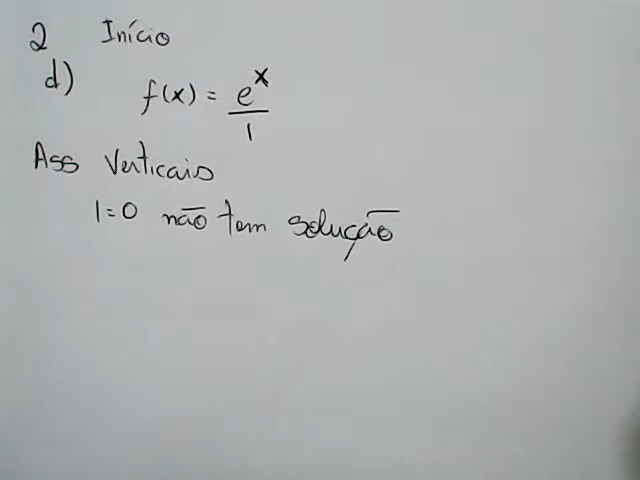 2 Início
d) f(x) = e^x / 1
Ass Verticais
1=0 não tem solução